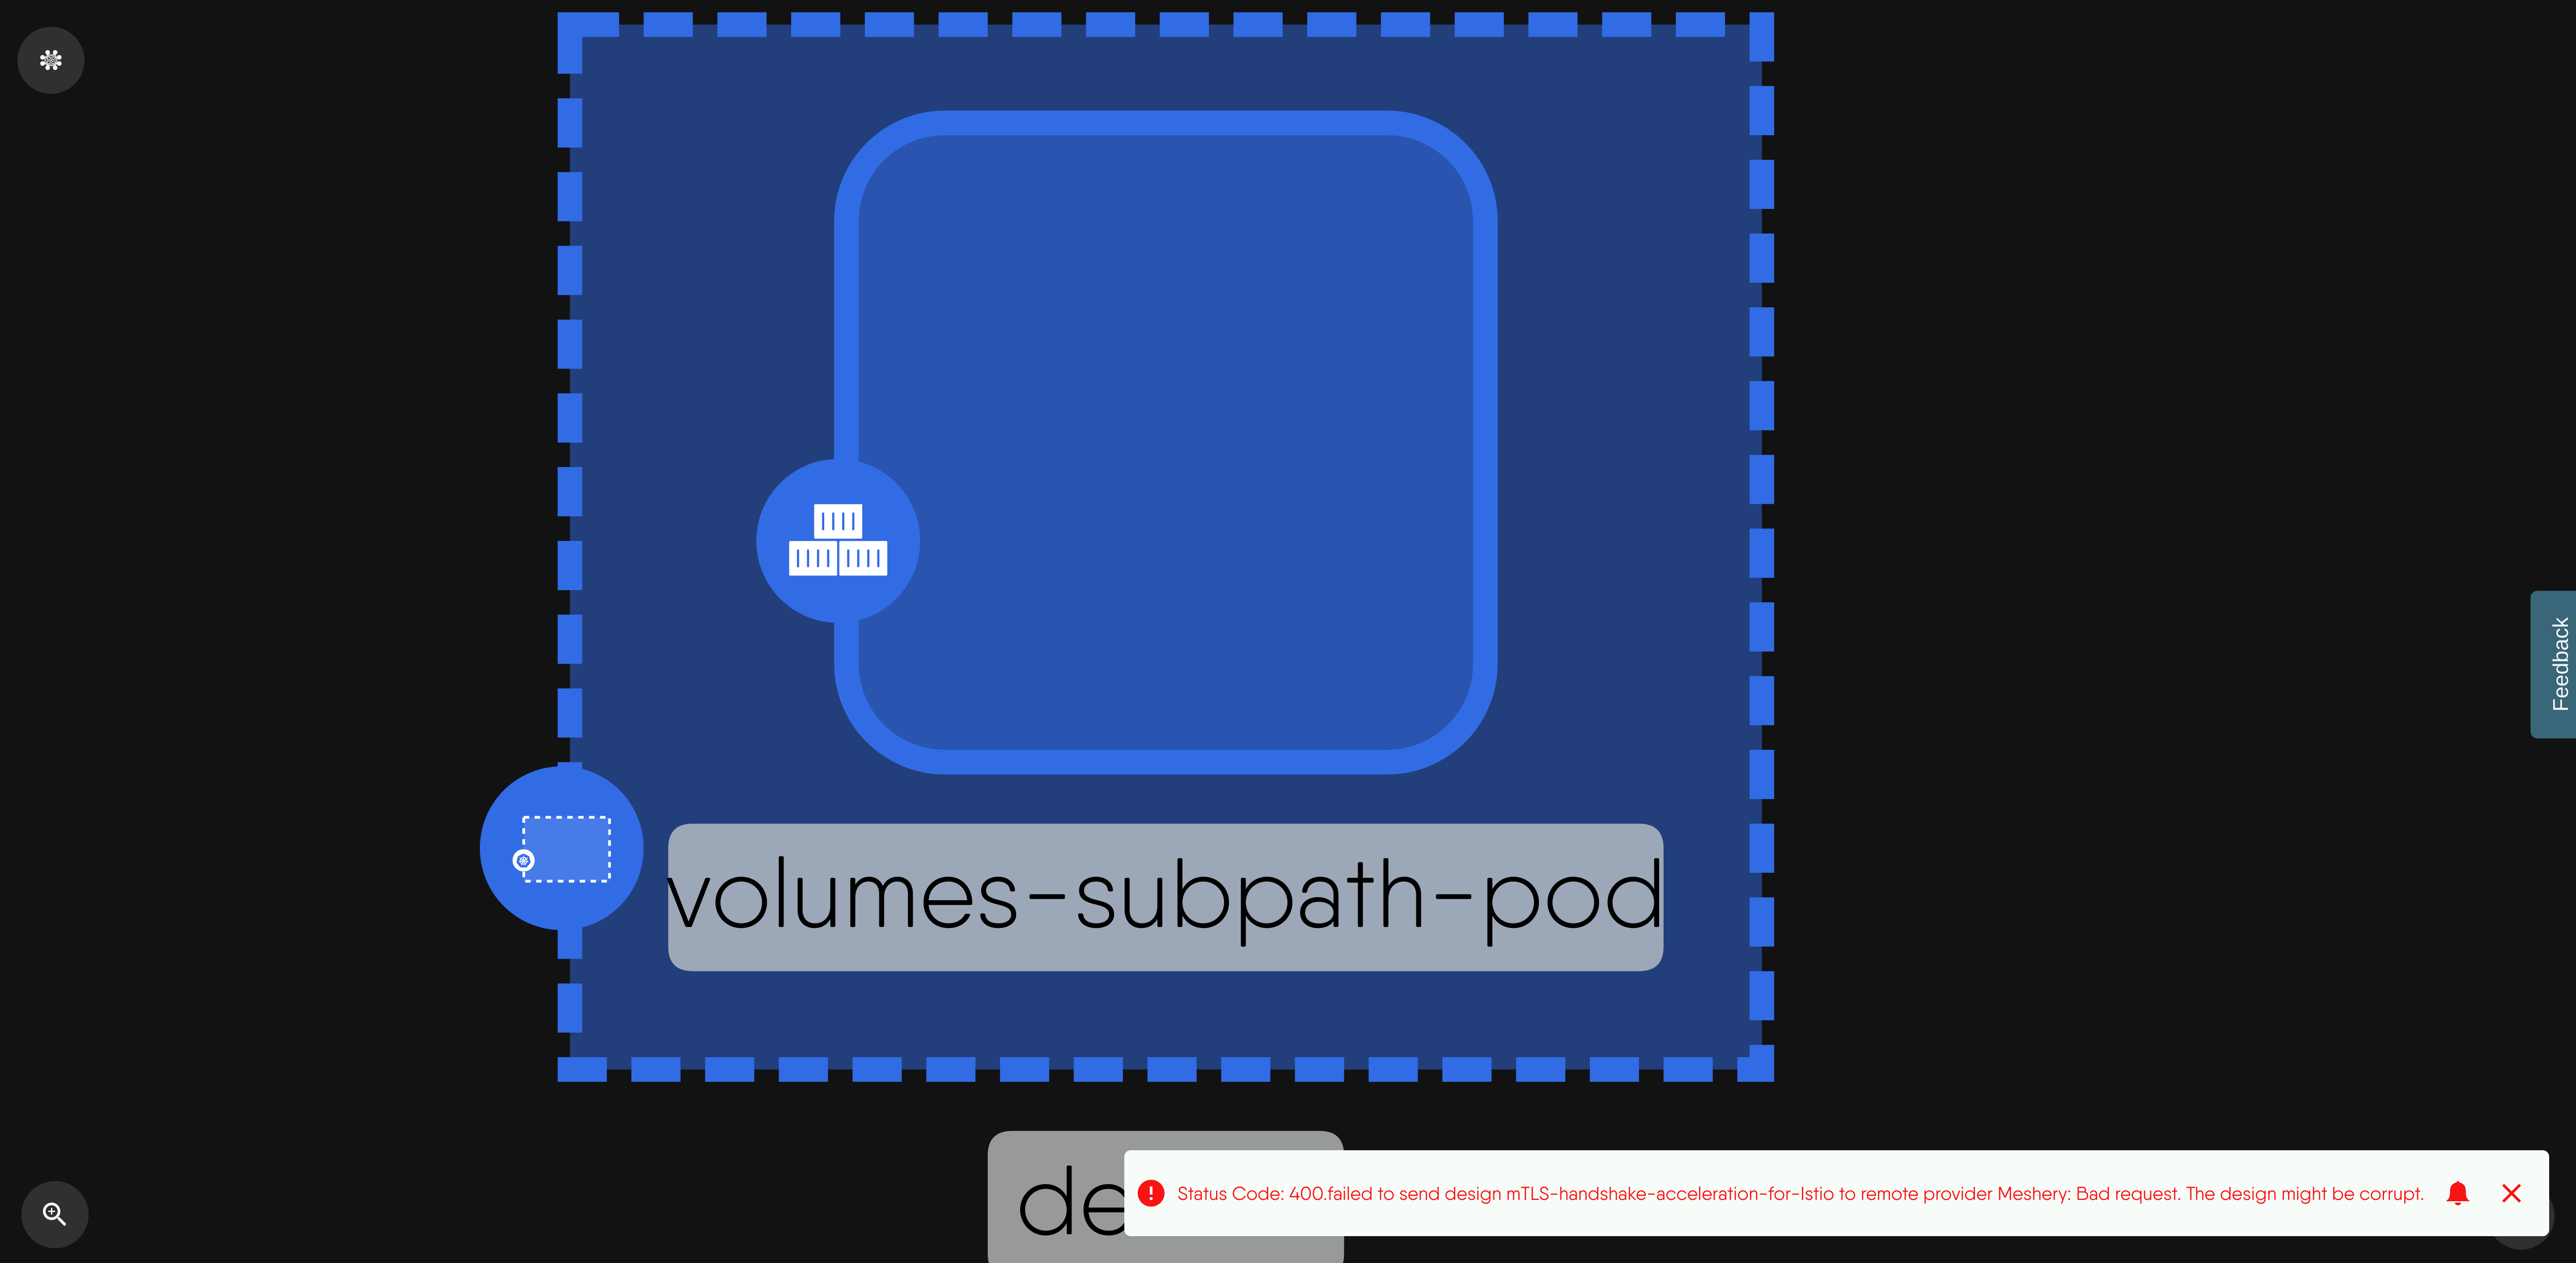 volumes-subpath-pod
Feedback
Status Code: 400.failed to send design mTLS-handshake-acceleration-for-Istio to remote provider Meshery: Bad request. The design might be corrupt.